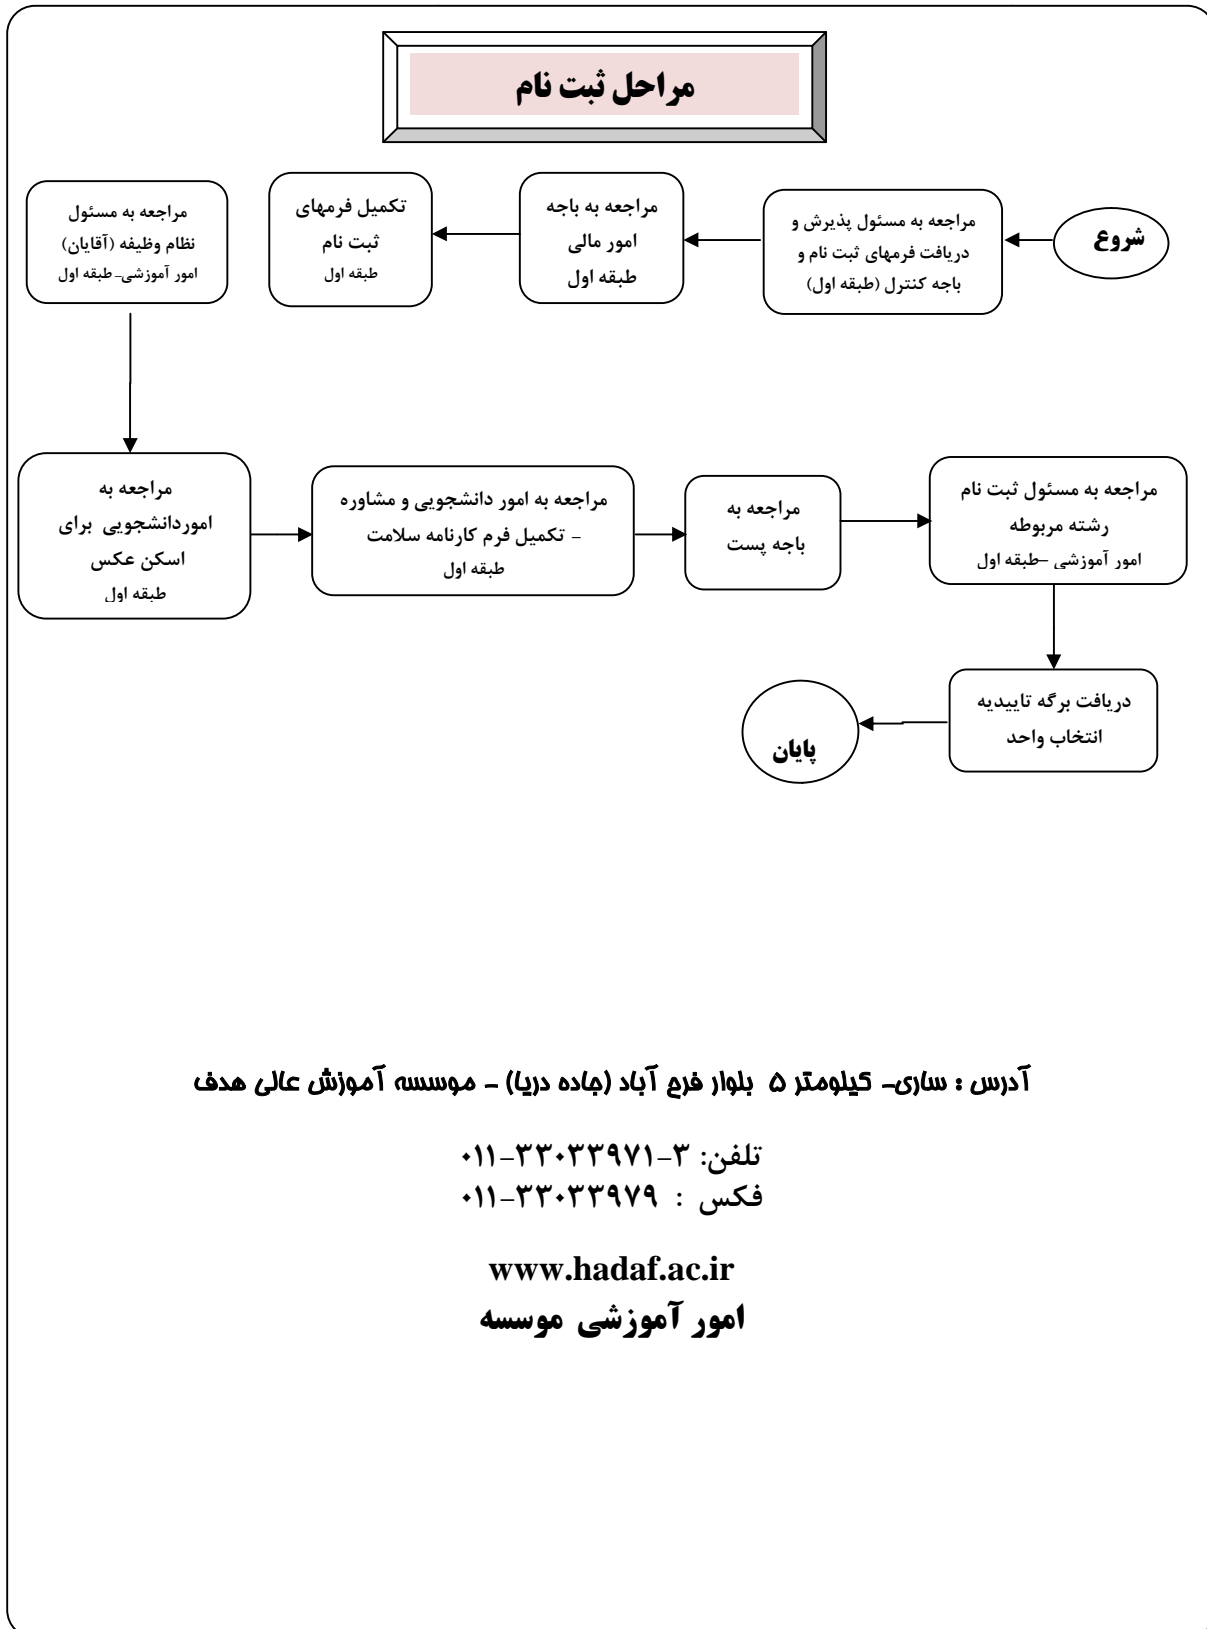 مراحل ثبت نام
شروع
مراجعه به مسئول پذیرش و
دریافت فرمهای ثبت نام و
باجه کنترل (طبقه اول)
مراجعه به باجه
امور مالی
طبقه اول
تکمیل فرمهای
ثبت نام
طبقه اول
مراجعه به مسئول
نظام وظیفه (آقایان)
امور آموزشی- طبقه اول
مراجعه به
اموردانشجویی برای
اسکن عکس
طبقه اول
مراجعه به امور دانشجویی و مشاوره
- تکمیل فرم کارنامه سلامت
طبقه اول
مراجعه به
باجه پست
مراجعه به مسئول ثبت نام
رشته مربوطه
امور آموزشی –طبقه اول
دریافت برگه تاییدیه
انتخاب واحد
پایان
آدرس : ساری- کیلومتر ۵ بلوار فرح آباد (جاده دریا) - موسسه آموزش عالی هدف
تلفن: ۳-۳۳۰۳۳۹۷۱-۰۱۱
فکس : ۳۳۰۳۳۹۷۹-۰۱۱
www.hadaf.ac.ir
امور آموزشی موسسه